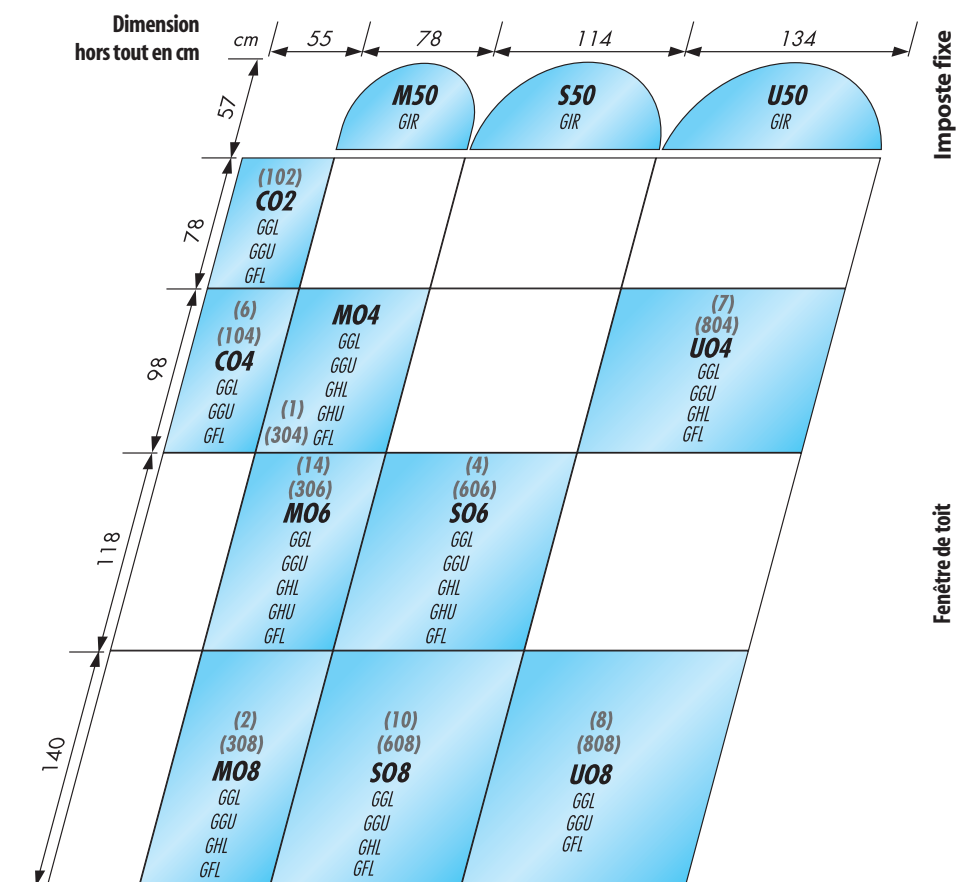 Dimension
hors tout en cm
cm 55 78 114 134
57
M50
GIR
S50
GIR
U50
GIR
Imposte fixe
78
(102)
CO2
GGL
GGU
GFL
98
(6)
(104)
CO4
GGL
GGU
GFL
MO4
GGL
GGU
GHL
(1) GHU
(304) GFL
(7)
(804)
UO4
GGL
GGU
GHL
GFL
118
(14)
(306)
MO6
GGL
GGU
GHL
GHU
GFL
(4)
(606)
SO6
GGL
GGU
GHL
GHU
GFL
Fenêtre de toit
140
(2)
(308)
MO8
GGL
GGU
GHL
GFL
(10)
(608)
SO8
GGL
GGU
GHL
GFL
(8)
(808)
UO8
GGL
GGU
GFL